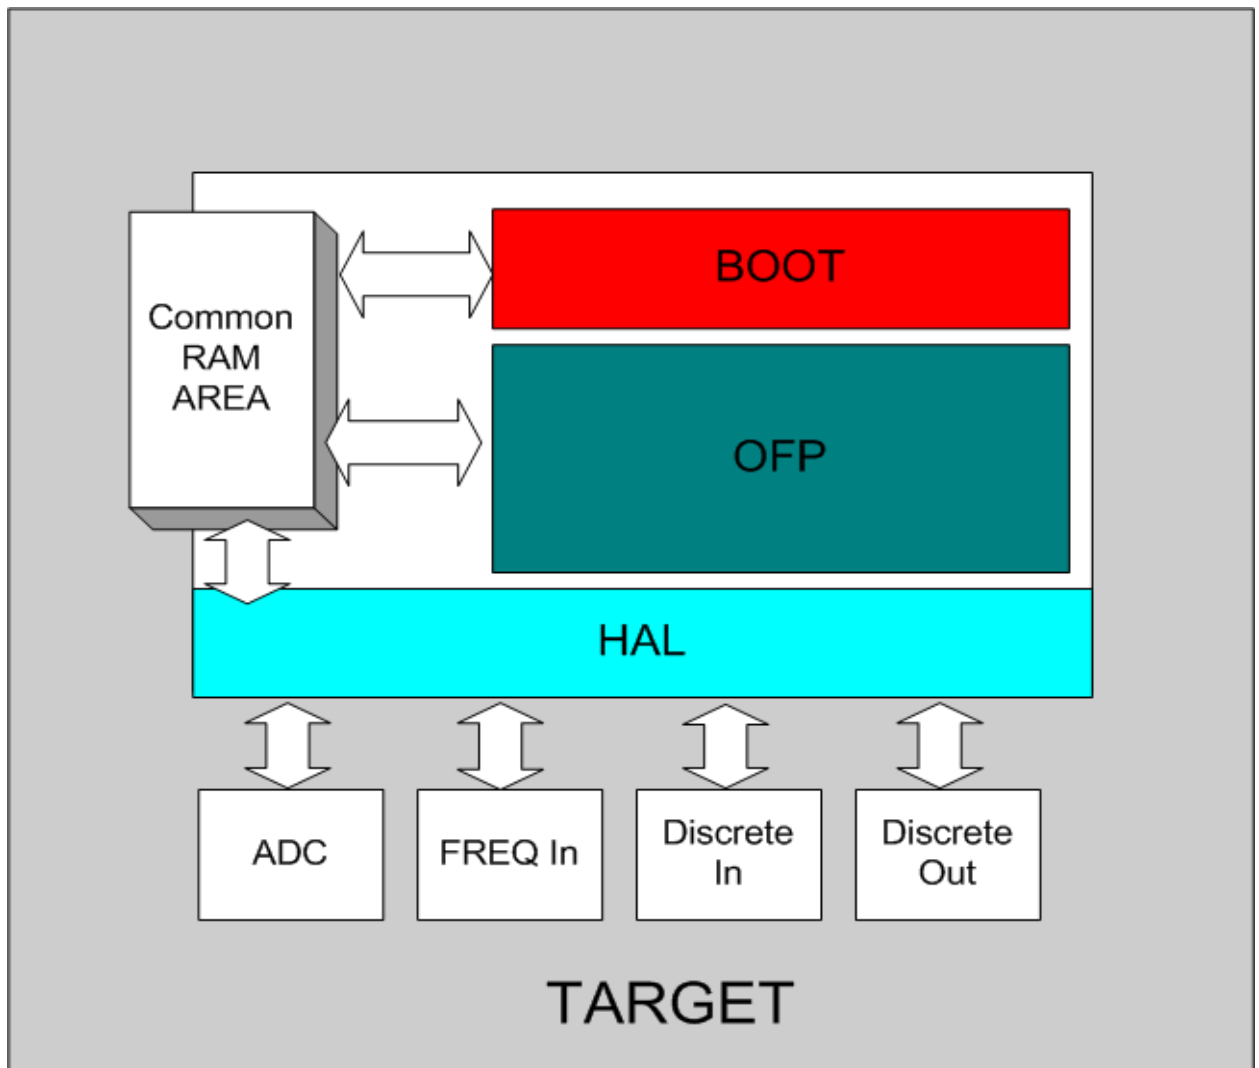 BOOT
Common
RAM
AREA
OFP
HAL
ADC
FREQ In
Discrete
In
Discrete
Out
TARGET